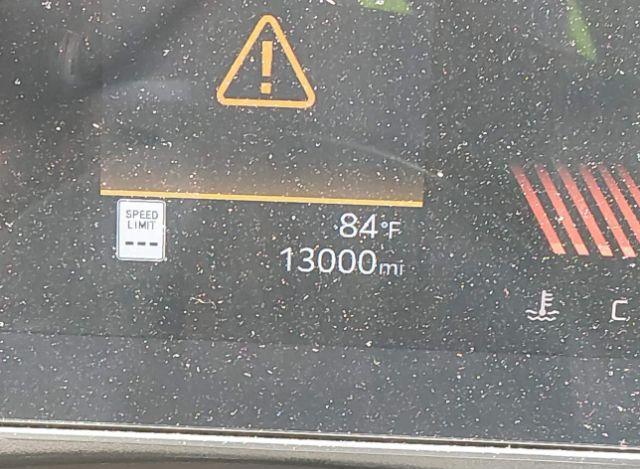 !
SPEED
LIMIT
---
84°F
13000mi
C